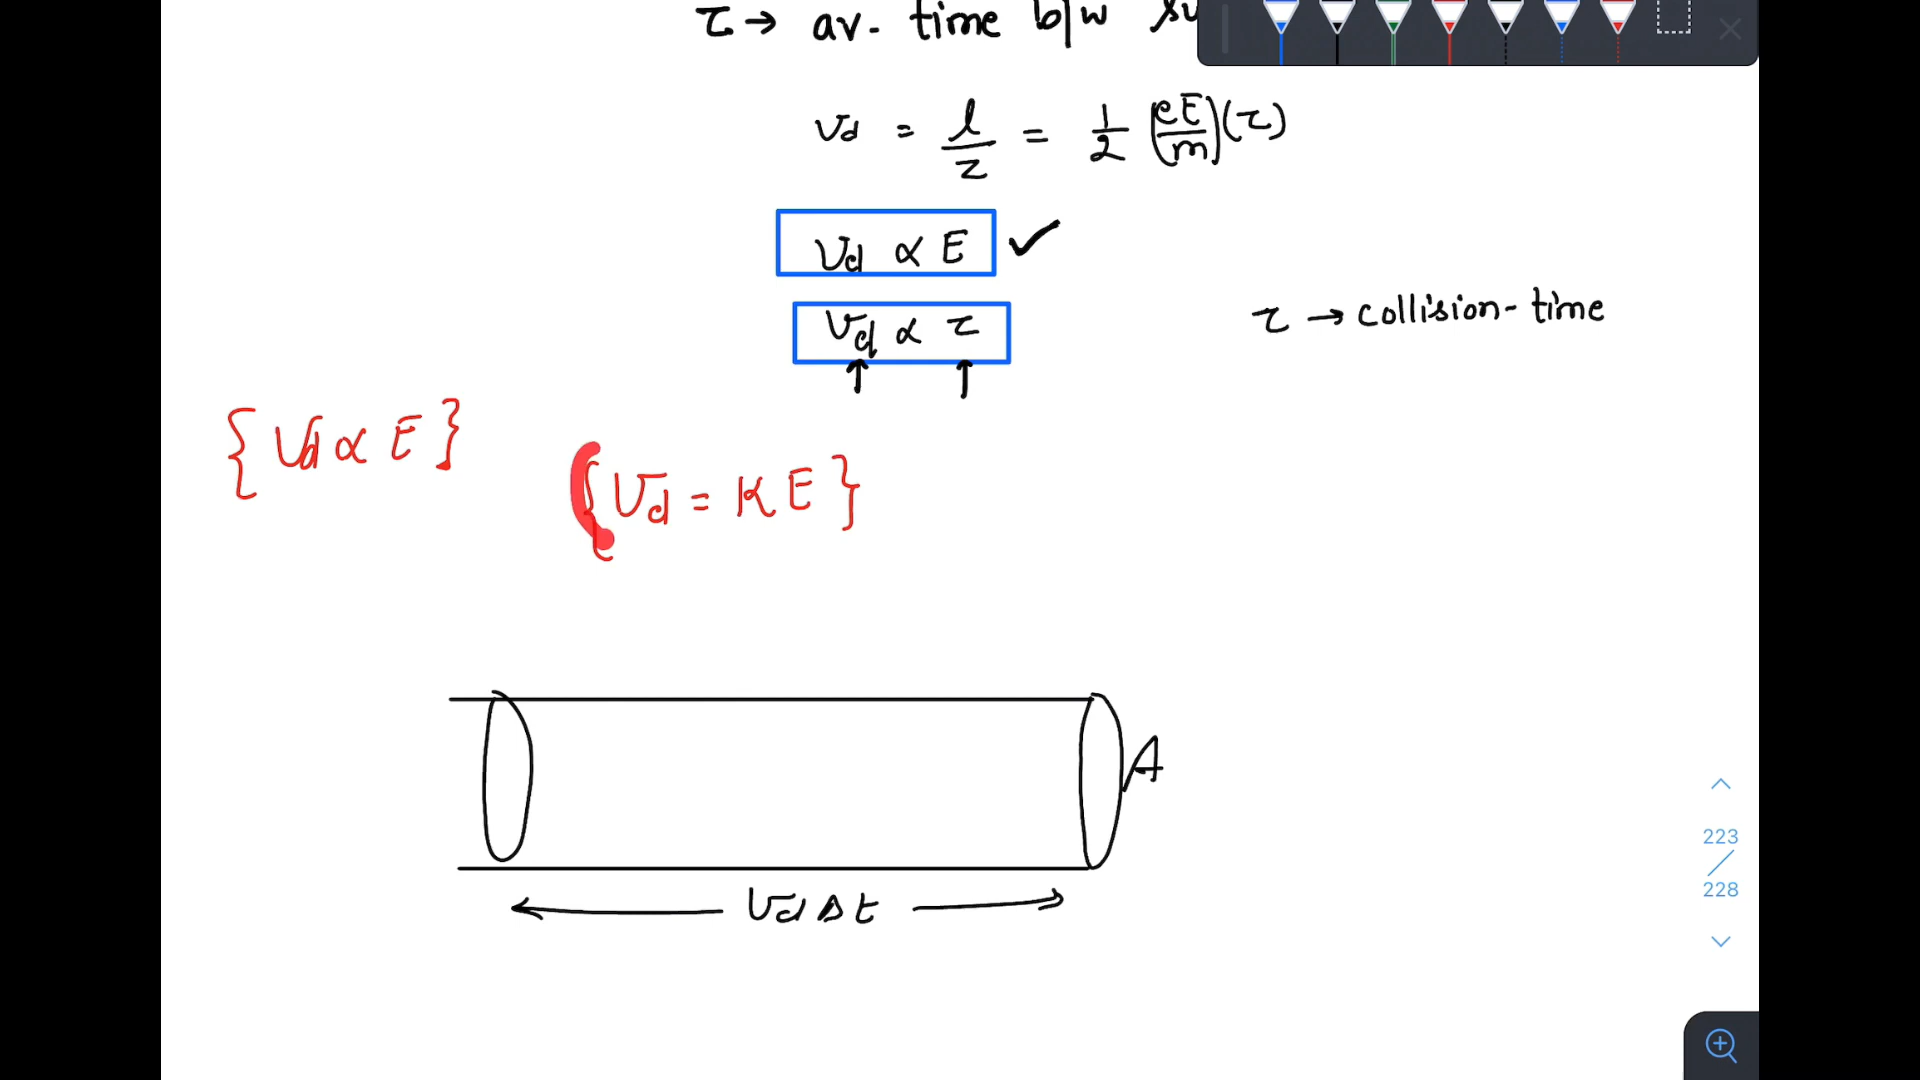 τ → av. time b/w
Vd = l/τ = 1/2 (eE/m)(τ)
Vd ∝ E ✓
Vd ∝ τ
τ → collision-time
{Vd ∝ E}
{Vd = KE}
A
Vd Δt
223
228